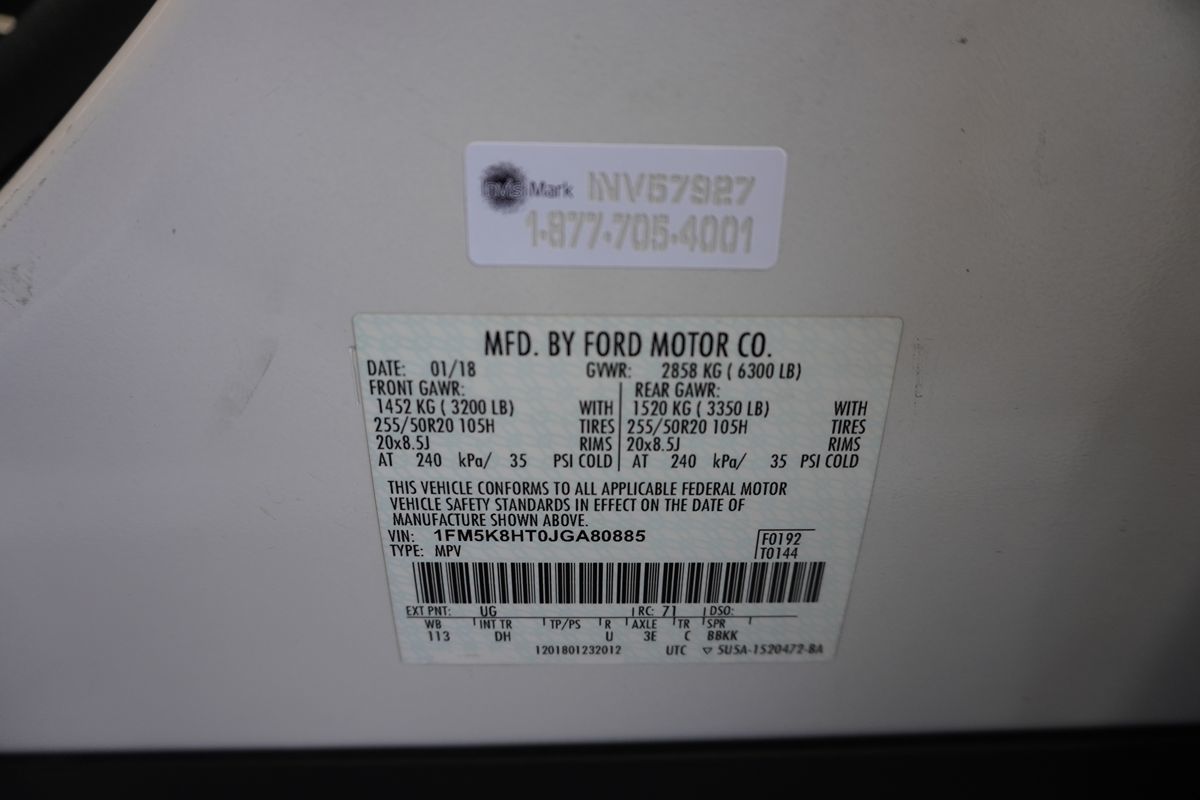 invis Mark INV57927
1-877-705-4001
MFD. BY FORD MOTOR CO.
DATE: 01/18 GVWR: 2858 KG ( 6300 LB)
FRONT GAWR: REAR GAWR:
1452 KG ( 3200 LB) WITH 1520 KG ( 3350 LB) WITH
255/50R20 105H TIRES 255/50R20 105H TIRES
20x8.5J RIMS 20x8.5J RIMS
AT 240 kPa/ 35 PSI COLD AT 240 kPa/ 35 PSI COLD
THIS VEHICLE CONFORMS TO ALL APPLICABLE FEDERAL MOTOR
VEHICLE SAFETY STANDARDS IN EFFECT ON THE DATE OF
MANUFACTURE SHOWN ABOVE.
VIN: 1FM5K8HT0JGA80885 F0192
TYPE: MPV T0144
EXT PNT: UG RC: 71 DSO:
WB INT TR TP/PS R AXLE TR SPR
113 DH U 3E C BBKK
1201801232012 UTC ▽ 5USA-1520472-BA